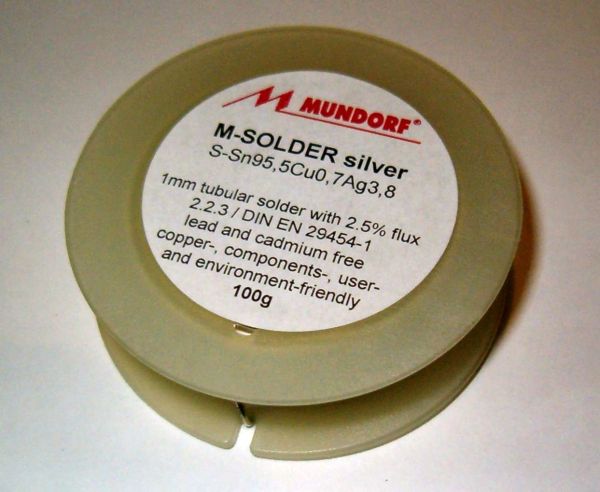 MUNDORF®
M-SOLDER silver
S-Sn95,5Cu0,7Ag3,8
1mm tubular solder with 2.5% flux
2.2.3 / DIN EN 29454-1
lead and cadmium free
copper-, components-, user-
and environment-friendly
100g